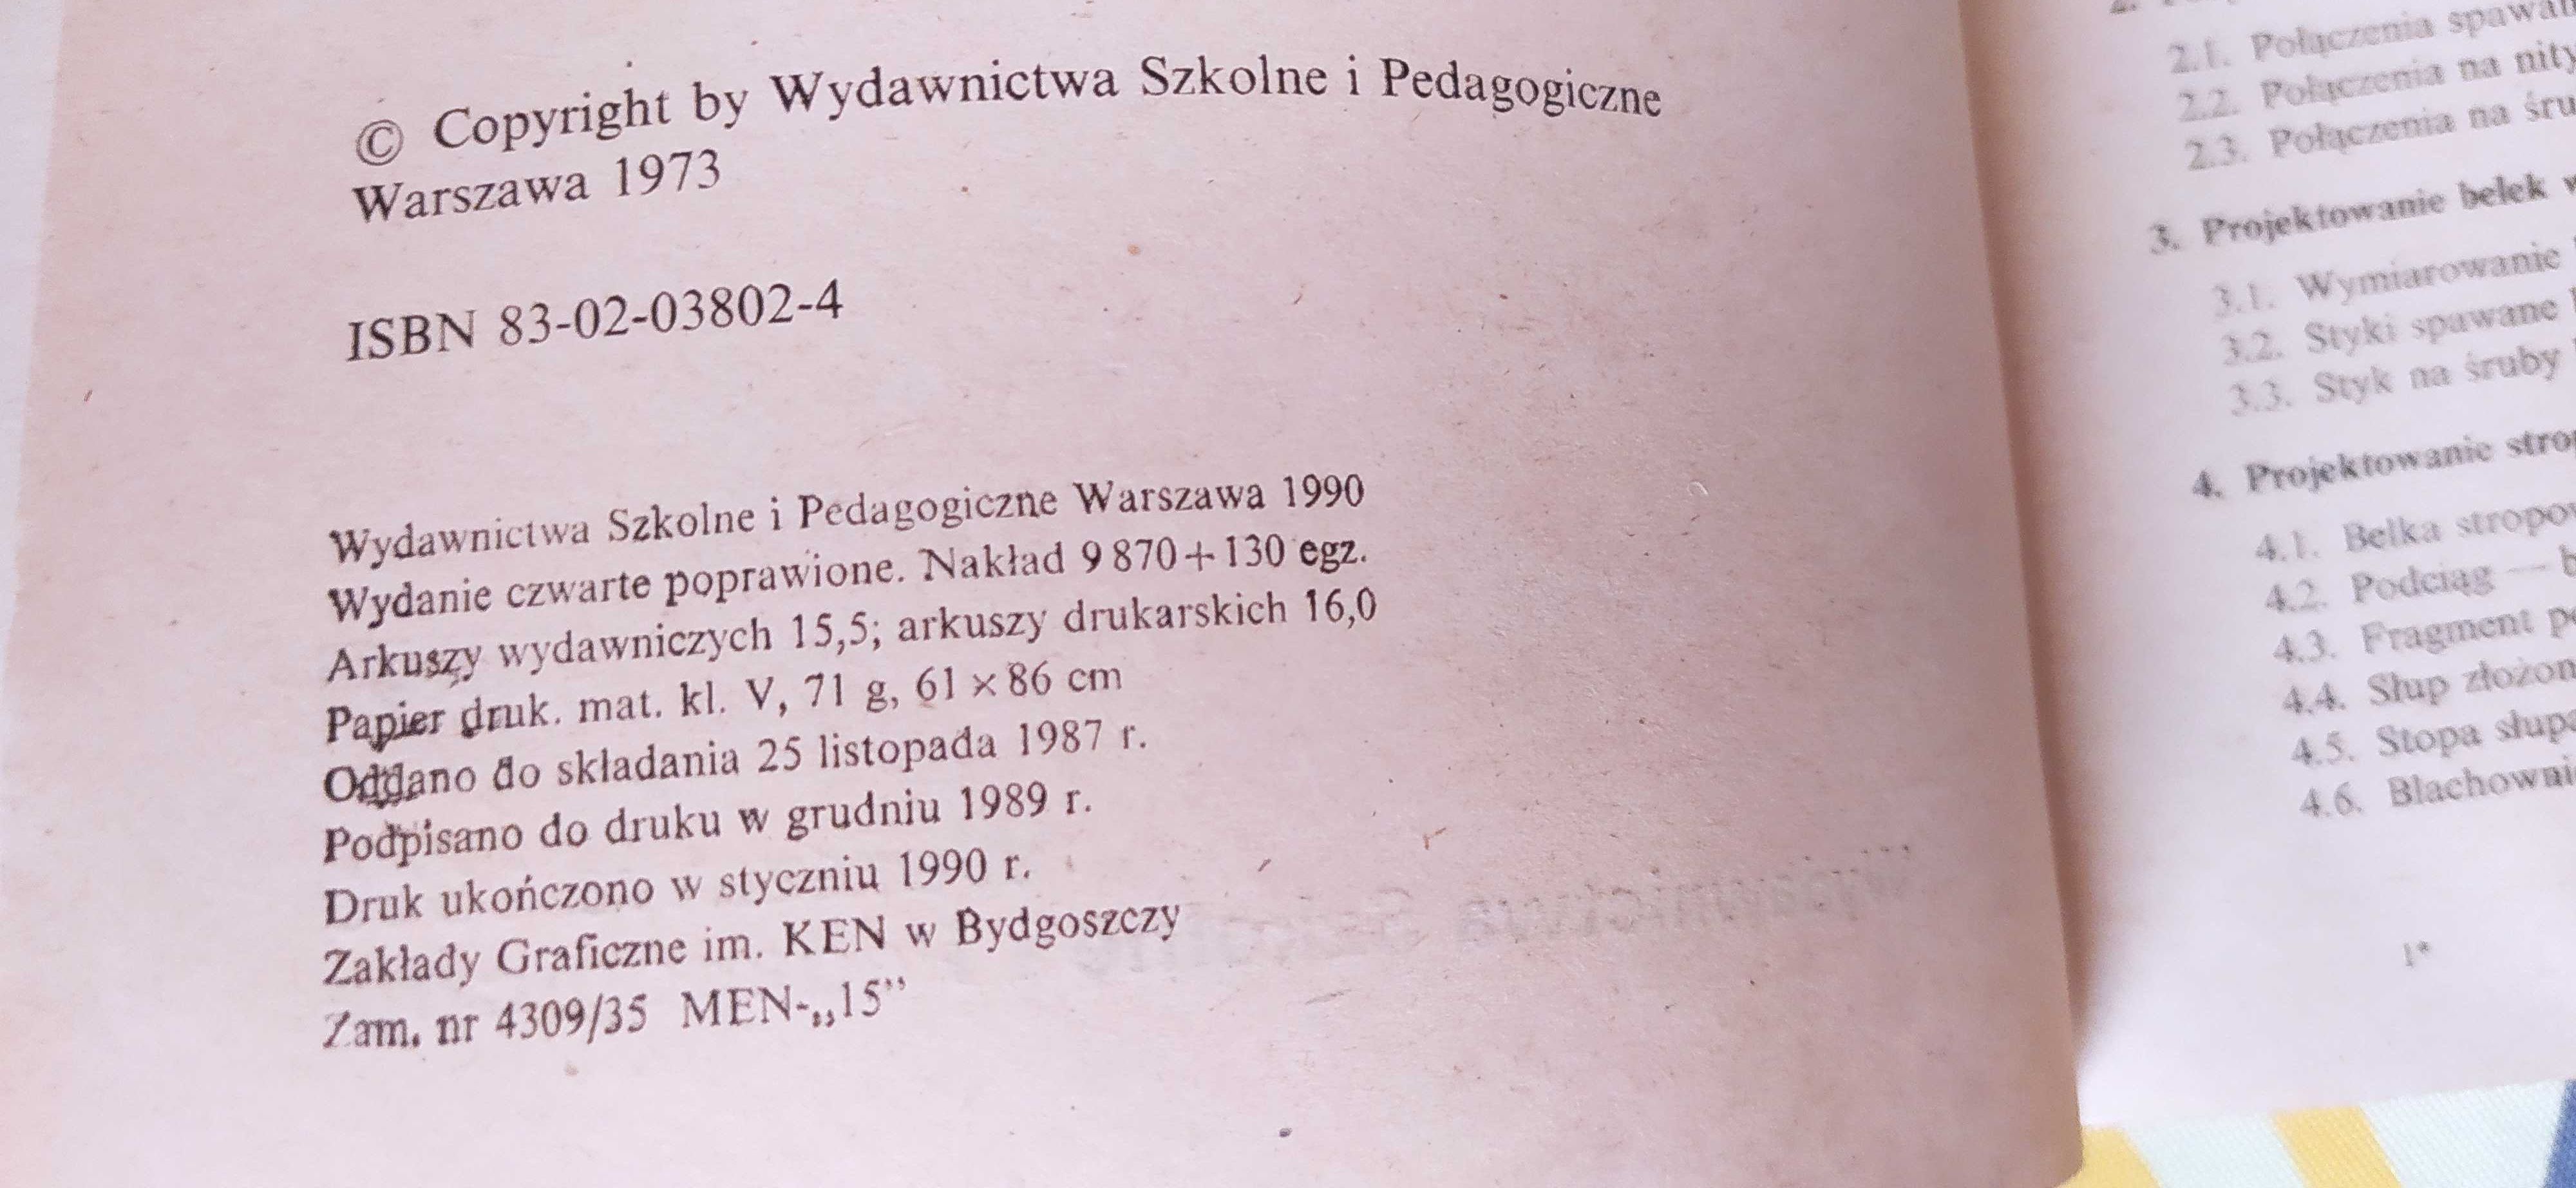 © Copyright by Wydawnictwa Szkolne i Pedagogiczne
Warszawa 1973
ISBN 83-02-03802-4
Wydawnictwa Szkolne i Pedagogiczne Warszawa 1990
Wydanie czwarte poprawione. Nakład 9 870+130 egz.
Arkuszy wydawniczych 15,5; arkuszy drukarskich 16,0
Papier druk. mat. kl. V, 71 g, 61 × 86 cm
Oddano do składania 25 listopada 1987 r.
Podpisano do druku w grudniu 1989 r.
Druk ukończono w styczniu 1990 r.
Zakłady Graficzne im. KEN w Bydgoszczy
Zam. nr 4309/35 MEN-„15”
2.1. Połączenia
2.2. Połączenia na
2.3. Połączenia na
3. Projektowanie belek
3.1. Wymiarowanie
3.2. Styki spawane
3.3. Styk na śruby
4. Projektowanie
4.1. Belka
4.2. Podciąg —
4.3. Fragment
4.4. Słup
4.5. Stopa
4.6.
1*